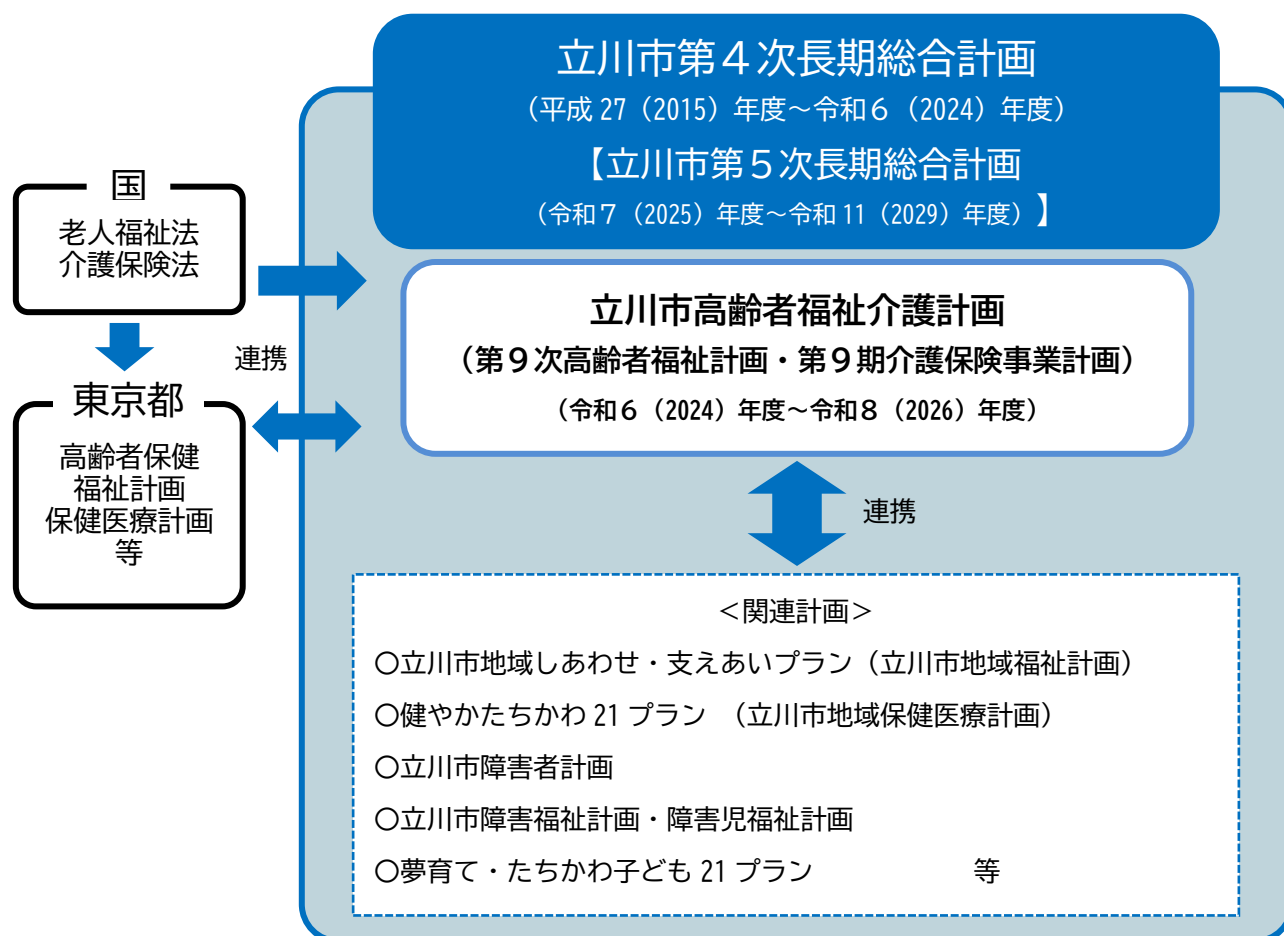 立川市第４次長期総合計画
（平成 27（2015）年度～令和６（2024）年度）
【立川市第５次長期総合計画
（令和７（2025）年度～令和 11（2029）年度）】
国
老人福祉法
介護保険法
連携
東京都
高齢者保健
福祉計画
保健医療計画
等
立川市高齢者福祉介護計画
（第９次高齢者福祉計画・第９期介護保険事業計画）
（令和６（2024）年度～令和８（2026）年度）
連携
＜関連計画＞
○立川市地域しあわせ・支えあいプラン（立川市地域福祉計画）
○健やかたちかわ 21 プラン　（立川市地域保健医療計画）
○立川市障害者計画
○立川市障害福祉計画・障害児福祉計画
○夢育て・たちかわ子ども 21 プラン　　　　　　等